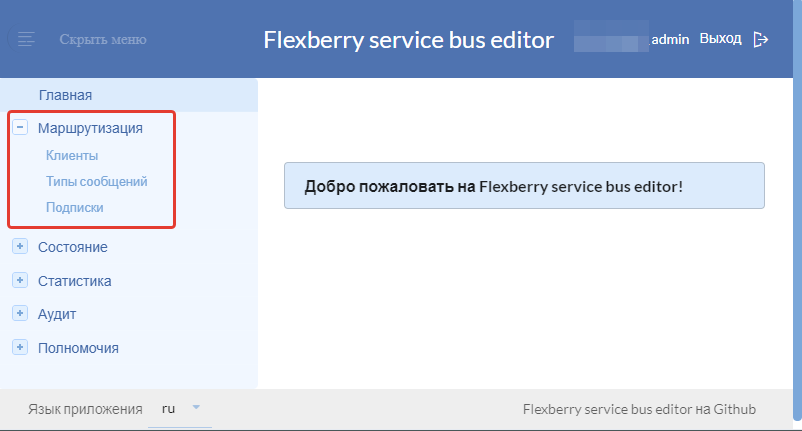 Скрыть меню Flexberry service bus editor .admin Выход
Главная
Маршрутизация
Клиенты
Типы сообщений
Подписки
Состояние
Статистика
Аудит
Полномочия
Добро пожаловать на Flexberry service bus editor!
Язык приложения ru Flexberry service bus editor на Github